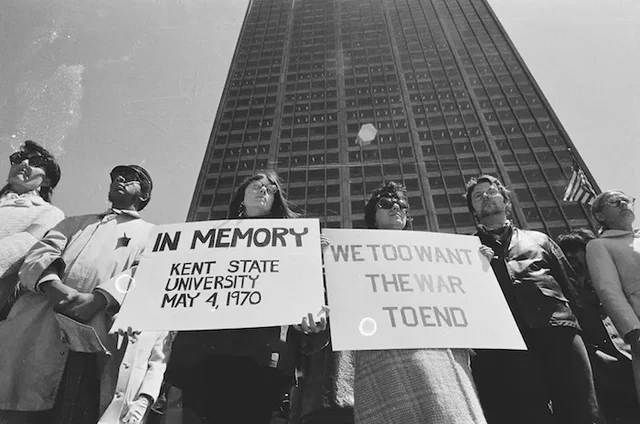 IN MEMORY
KENT STATE
UNIVERSITY
MAY 4, 1970
WE TOO WANT
THE WAR
TO END